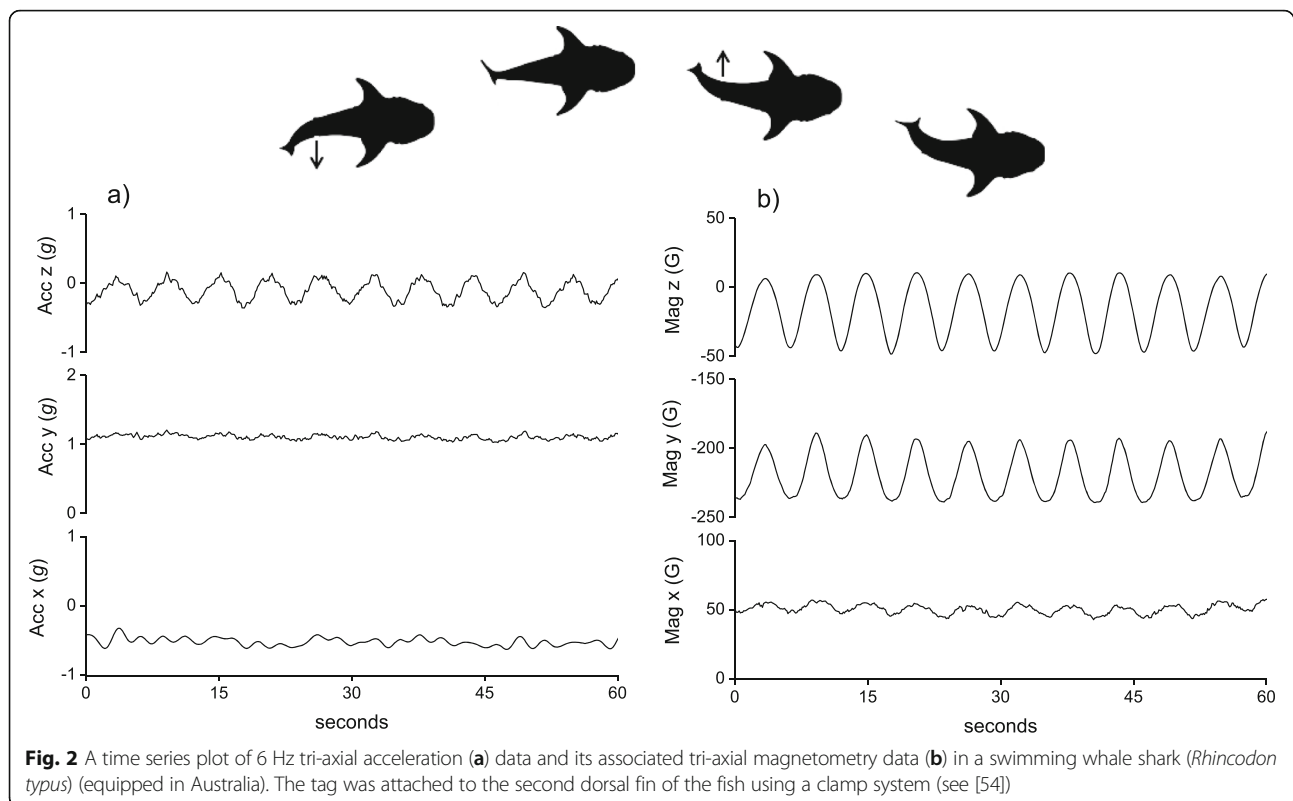 a)
1
0
-1
Acc z (g)
2
1
0
Acc y (g)
1
0
-1
Acc x (g)
0
30
45
60
seconds
b)
50
0
-50
Mag z (G)
-150
-200
-250
Mag y (G)
100
50
0
Mag x (G)
0
15
30
45
60
seconds
Fig. 2 A time series plot of 6 Hz tri-axial acceleration (a) data and its associated tri-axial magnetometry data (b) in a swimming whale shark (Rhincodon
typus) (equipped in Australia). The tag was attached to the second dorsal fin of the fish using a clamp system (see [54])